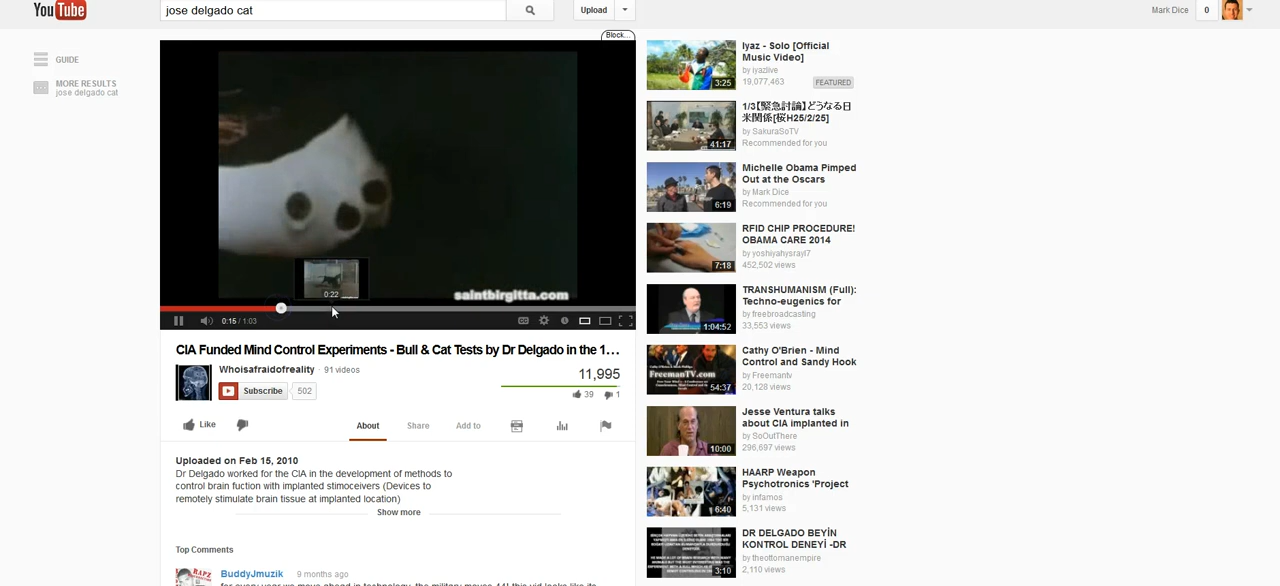 YouTube
jose delgado cat
Upload
Mark Dice
0
Block...
GUIDE
MORE RESULTS
jose delgado cat
0:22
saintbirgitta.com
0:15 / 1:03
CIA Funded Mind Control Experiments - Bull & Cat Tests by Dr Delgado in the 1...
Whoisafraidofreality · 91 videos
Subscribe 502
11,995
39 1
Like
About Share Add to
Uploaded on Feb 15, 2010
Dr Delgado worked for the CIA in the development of methods to
control brain fuction with implanted stimoceivers (Devices to
remotely stimulate brain tissue at implanted location)
Show more
Top Comments
BuddyJmuzik 9 months ago
Iyaz - Solo [Official
Music Video]
by iyazlive
19,077,463 FEATURED
3:25
1/3【緊急討論】どうなる日
米関係[桜H25/2/25]
by SakuraSoTV
Recommended for you
41:17
Michelle Obama Pimped
Out at the Oscars
by Mark Dice
Recommended for you
6:19
RFID CHIP PROCEDURE!
OBAMA CARE 2014
by yoshiyahysrayl7
452,502 views
7:18
TRANSHUMANISM (Full):
Techno-eugenics for
by freebroadcasting
33,553 views
1:04:52
Cathy O'Brien - Mind
Control and Sandy Hook
by Freemantv
20,128 views
FREEMANTV.COM
54:37
Jesse Ventura talks
about CIA implanted in
by SoOutThere
296,697 views
10:00
HAARP Weapon
Psychotronics 'Project
by infamos
5,131 views
6:40
DR DELGADO BEYİN
KONTROL DENEYİ -DR
by theottomanempire
2,110 views
3:10